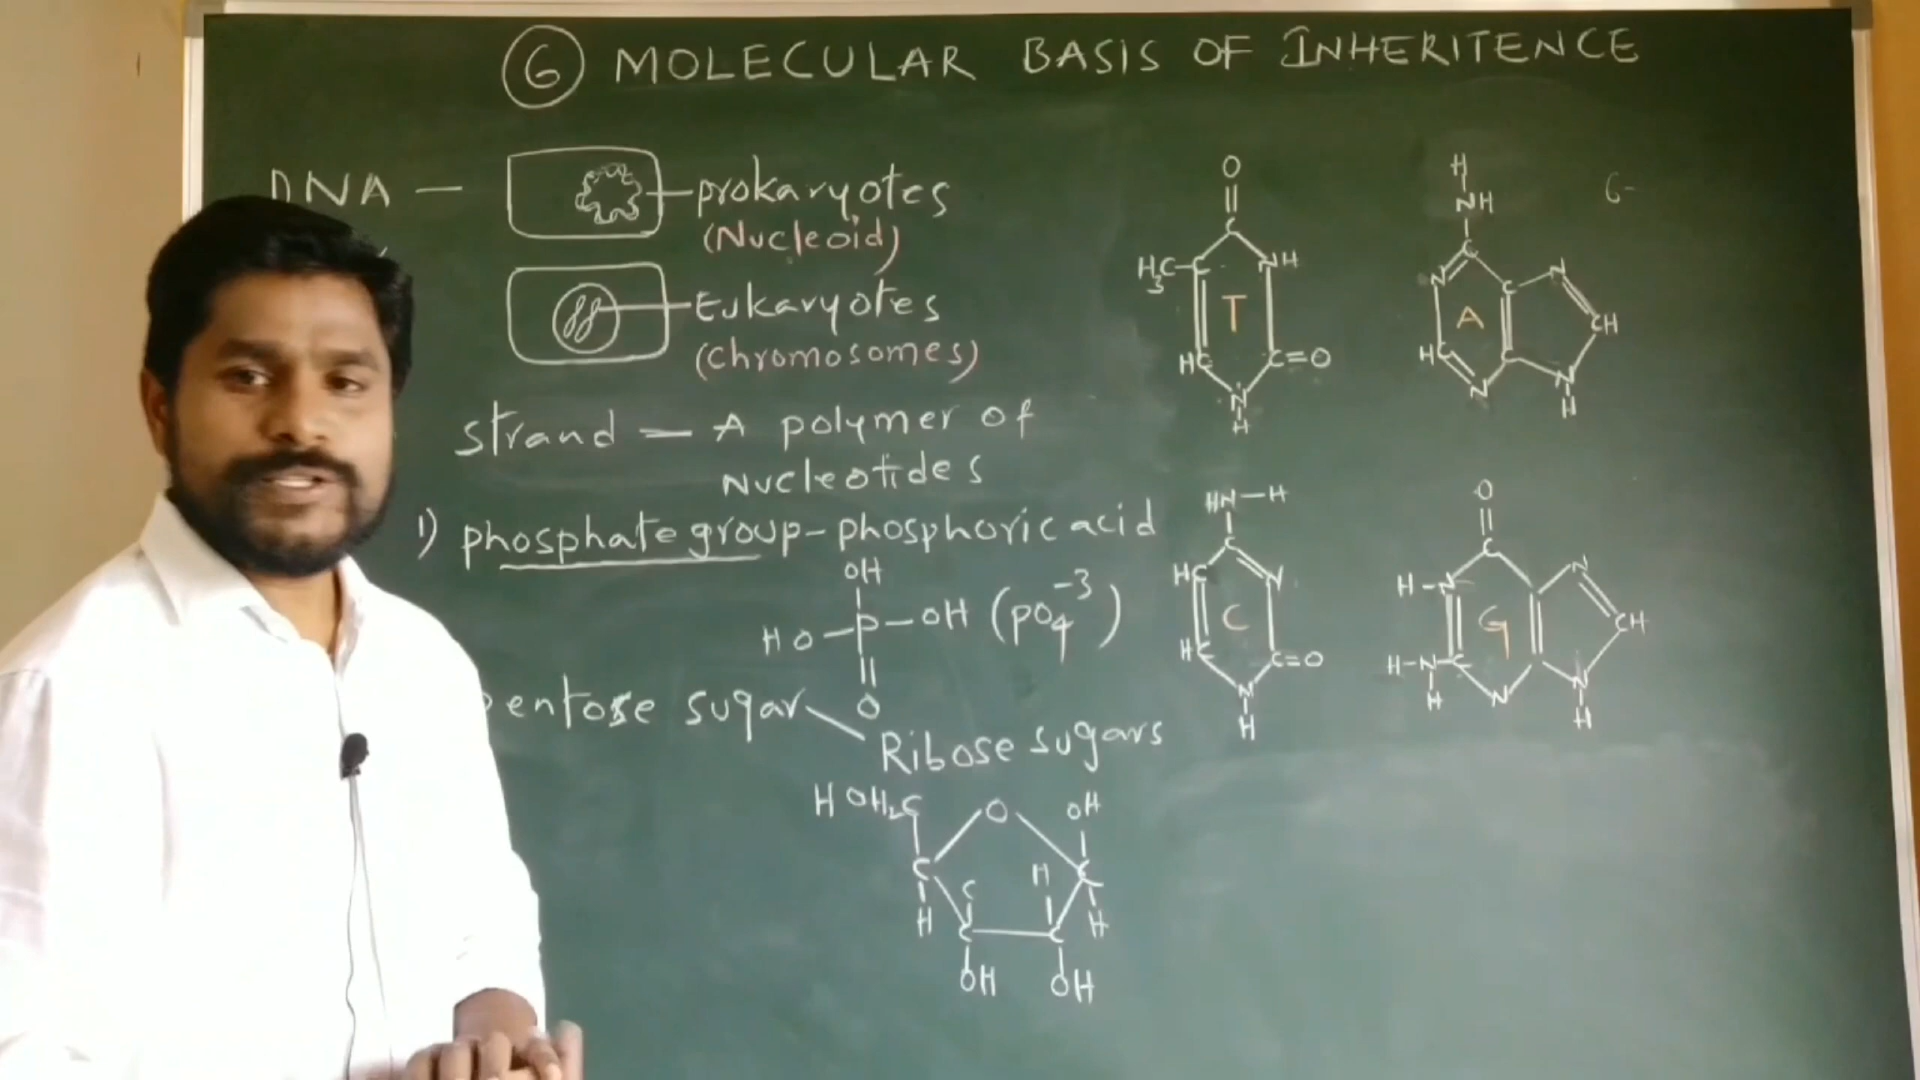 6 MOLECULAR BASIS OF INHERITENCE
DNA — prokaryotes
(Nucleoid)
Eukaryotes
(chromosomes)
strand — A polymer of
Nucleotides
1) phosphate group - phosphoric acid
OH
HO – P – OH (PO4 -3)
O
entose sugar
Ribose sugars
HOH2C O OH
C H C
H C H
C C
OH OH
O
C
H3C – C NH
T
HC C=O
N
H
H
NH
C
N C N
A CH
HC C N
N H
HN – H
C
HC N
C
HC C=O
N
H
O
C
H – N N
G CH
H – N C N
H N H
6-